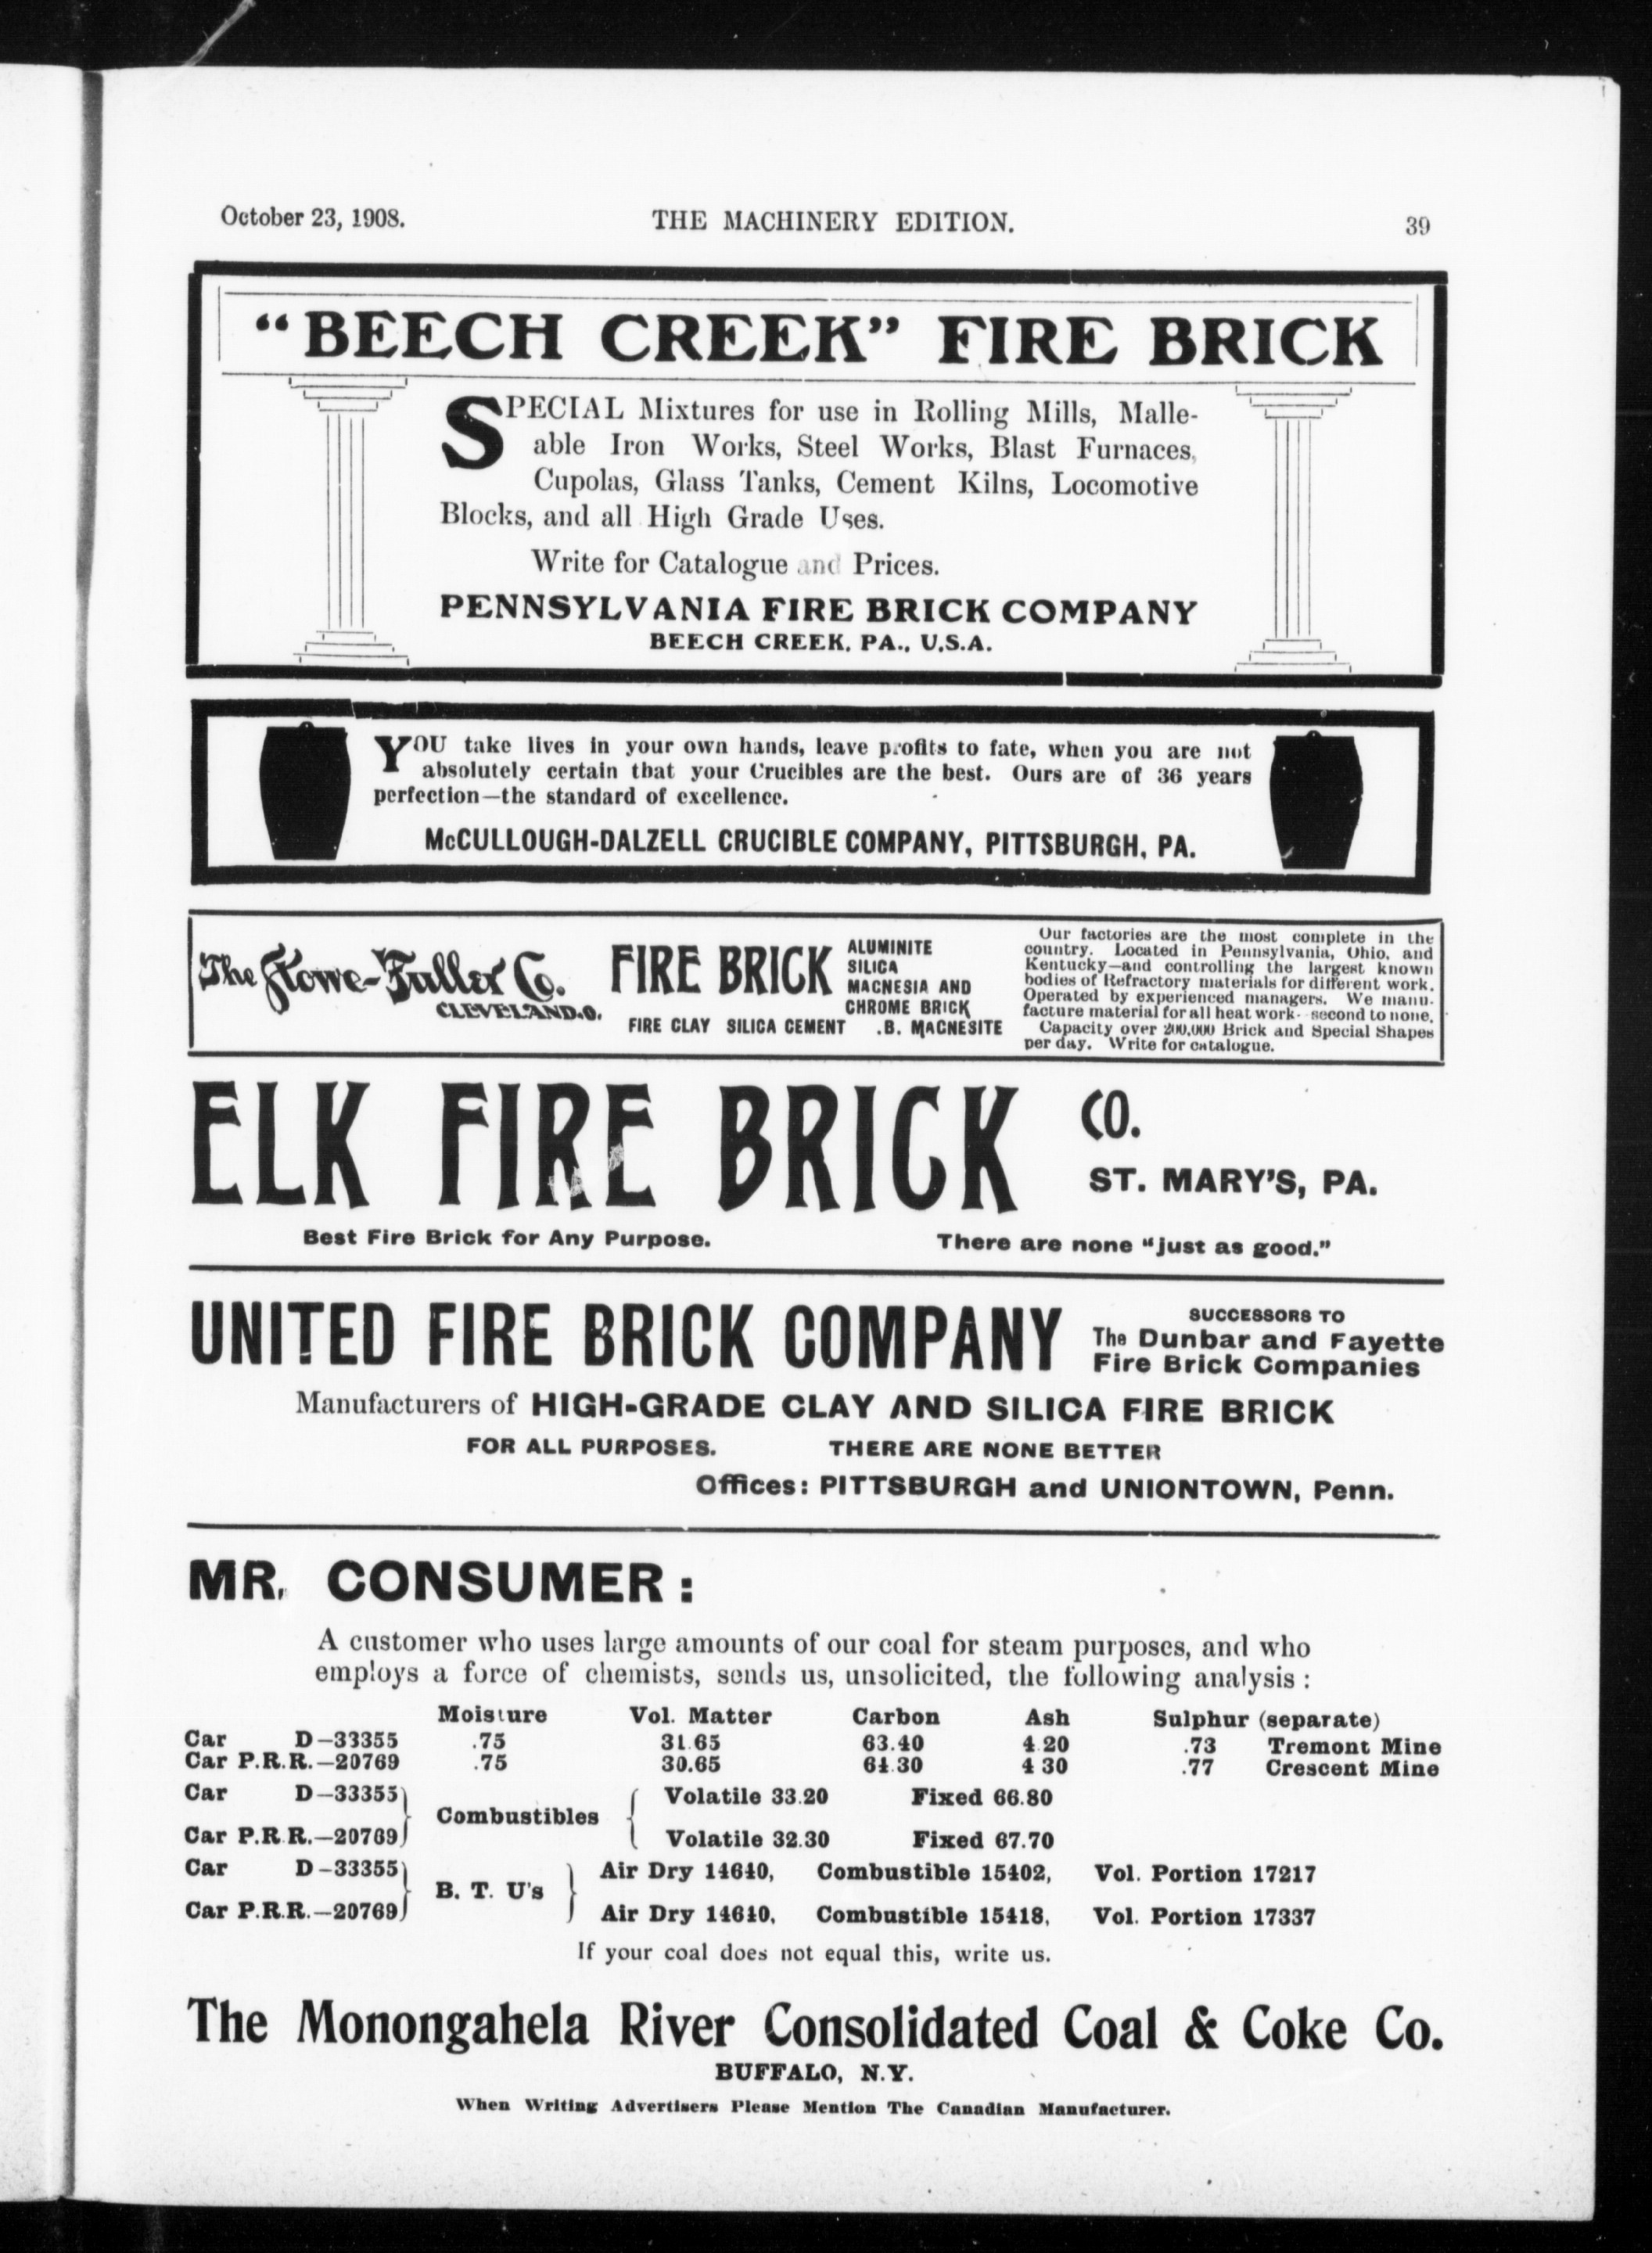 October 23, 1908. THE MACHINERY EDITION. 39
“BEECH CREEK” FIRE BRICK
SPECIAL Mixtures for use in Rolling Mills, Malle-
able Iron Works, Steel Works, Blast Furnaces,
Cupolas, Glass Tanks, Cement Kilns, Locomotive
Blocks, and all High Grade Uses.
Write for Catalogue and Prices.
PENNSYLVANIA FIRE BRICK COMPANY
BEECH CREEK, PA., U.S.A.
YOU take lives in your own hands, leave profits to fate, when you are not
absolutely certain that your Crucibles are the best. Ours are of 36 years
perfection—the standard of excellence.
McCULLOUGH-DALZELL CRUCIBLE COMPANY, PITTSBURGH, PA.
The Stowe-Fuller Co.
CLEVELAND.O.
FIRE BRICK
ALUMINITE
SILICA
MAGNESIA AND
CHROME BRICK
FIRE CLAY SILICA CEMENT .B. MAGNESITE
Our factories are the most complete in the
country. Located in Pennsylvania, Ohio, and
Kentucky—and controlling the largest known
bodies of Refractory materials for different work.
Operated by experienced managers. We manu-
facture material for all heat work--second to none.
Capacity over 200,000 Brick and Special Shapes
per day. Write for catalogue.
ELK FIRE BRICK CO.
ST. MARY'S, PA.
Best Fire Brick for Any Purpose. There are none “just as good.”
UNITED FIRE BRICK COMPANY
SUCCESSORS TO
The Dunbar and Fayette
Fire Brick Companies
Manufacturers of HIGH-GRADE CLAY AND SILICA FIRE BRICK
FOR ALL PURPOSES. THERE ARE NONE BETTER
Offices: PITTSBURGH and UNIONTOWN, Penn.
MR. CONSUMER:
A customer who uses large amounts of our coal for steam purposes, and who
employs a force of chemists, sends us, unsolicited, the following analysis:
Moisture Vol. Matter Carbon Ash Sulphur (separate)
Car D—33355 .75 31.65 63.40 4.20 .73 Tremont Mine
Car P.R.R.—20769 .75 30.65 64.30 4 30 .77 Crescent Mine
Car D—33355 Volatile 33.20 Fixed 66.80
Combustibles
Car P.R.R.—20769 Volatile 32.30 Fixed 67.70
Car D—33355 Air Dry 14640, Combustible 15402, Vol. Portion 17217
B. T. U's
Car P.R.R.—20769 Air Dry 14640, Combustible 15418, Vol. Portion 17337
If your coal does not equal this, write us.
The Monongahela River Consolidated Coal & Coke Co.
BUFFALO, N.Y.
When Writing Advertisers Please Mention The Canadian Manufacturer.